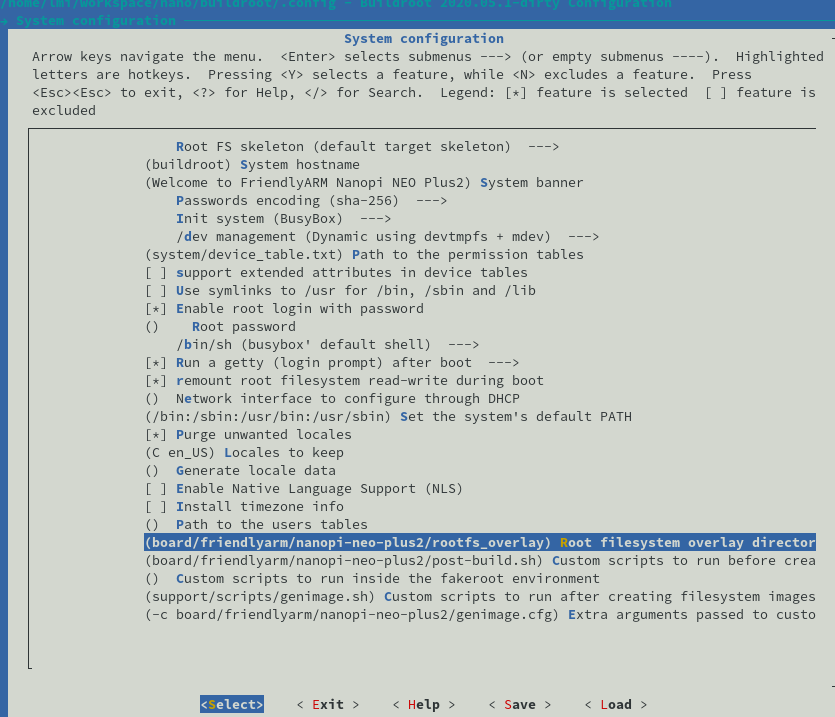 /home/lmi/workspace/nano/buildroot/.config - Buildroot 2020.05.1-dirty Configuration
→ System configuration
System configuration
Arrow keys navigate the menu.  <Enter> selects submenus ---> (or empty submenus ----).  Highlighted
letters are hotkeys.  Pressing <Y> selects a feature, while <N> excludes a feature.  Press
<Esc><Esc> to exit, <?> for Help, </> for Search.  Legend: [*] feature is selected  [ ] feature is
excluded
Root FS skeleton (default target skeleton)  --->
(buildroot) System hostname
(Welcome to FriendlyARM Nanopi NEO Plus2) System banner
Passwords encoding (sha-256)  --->
Init system (BusyBox)  --->
/dev management (Dynamic using devtmpfs + mdev)  --->
(system/device_table.txt) Path to the permission tables
[ ] support extended attributes in device tables
[ ] Use symlinks to /usr for /bin, /sbin and /lib
[*] Enable root login with password
()    Root password
/bin/sh (busybox' default shell)  --->
[*] Run a getty (login prompt) after boot  --->
[*] remount root filesystem read-write during boot
()  Network interface to configure through DHCP
(/bin:/sbin:/usr/bin:/usr/sbin) Set the system's default PATH
[*] Purge unwanted locales
(C en_US) Locales to keep
()  Generate locale data
[ ] Enable Native Language Support (NLS)
[ ] Install timezone info
()  Path to the users tables
(board/friendlyarm/nanopi-neo-plus2/rootfs_overlay) Root filesystem overlay director
(board/friendlyarm/nanopi-neo-plus2/post-build.sh) Custom scripts to run before crea
()  Custom scripts to run inside the fakeroot environment
(support/scripts/genimage.sh) Custom scripts to run after creating filesystem images
(-c board/friendlyarm/nanopi-neo-plus2/genimage.cfg) Extra arguments passed to custo
<Select>    < Exit >    < Help >    < Save >    < Load >